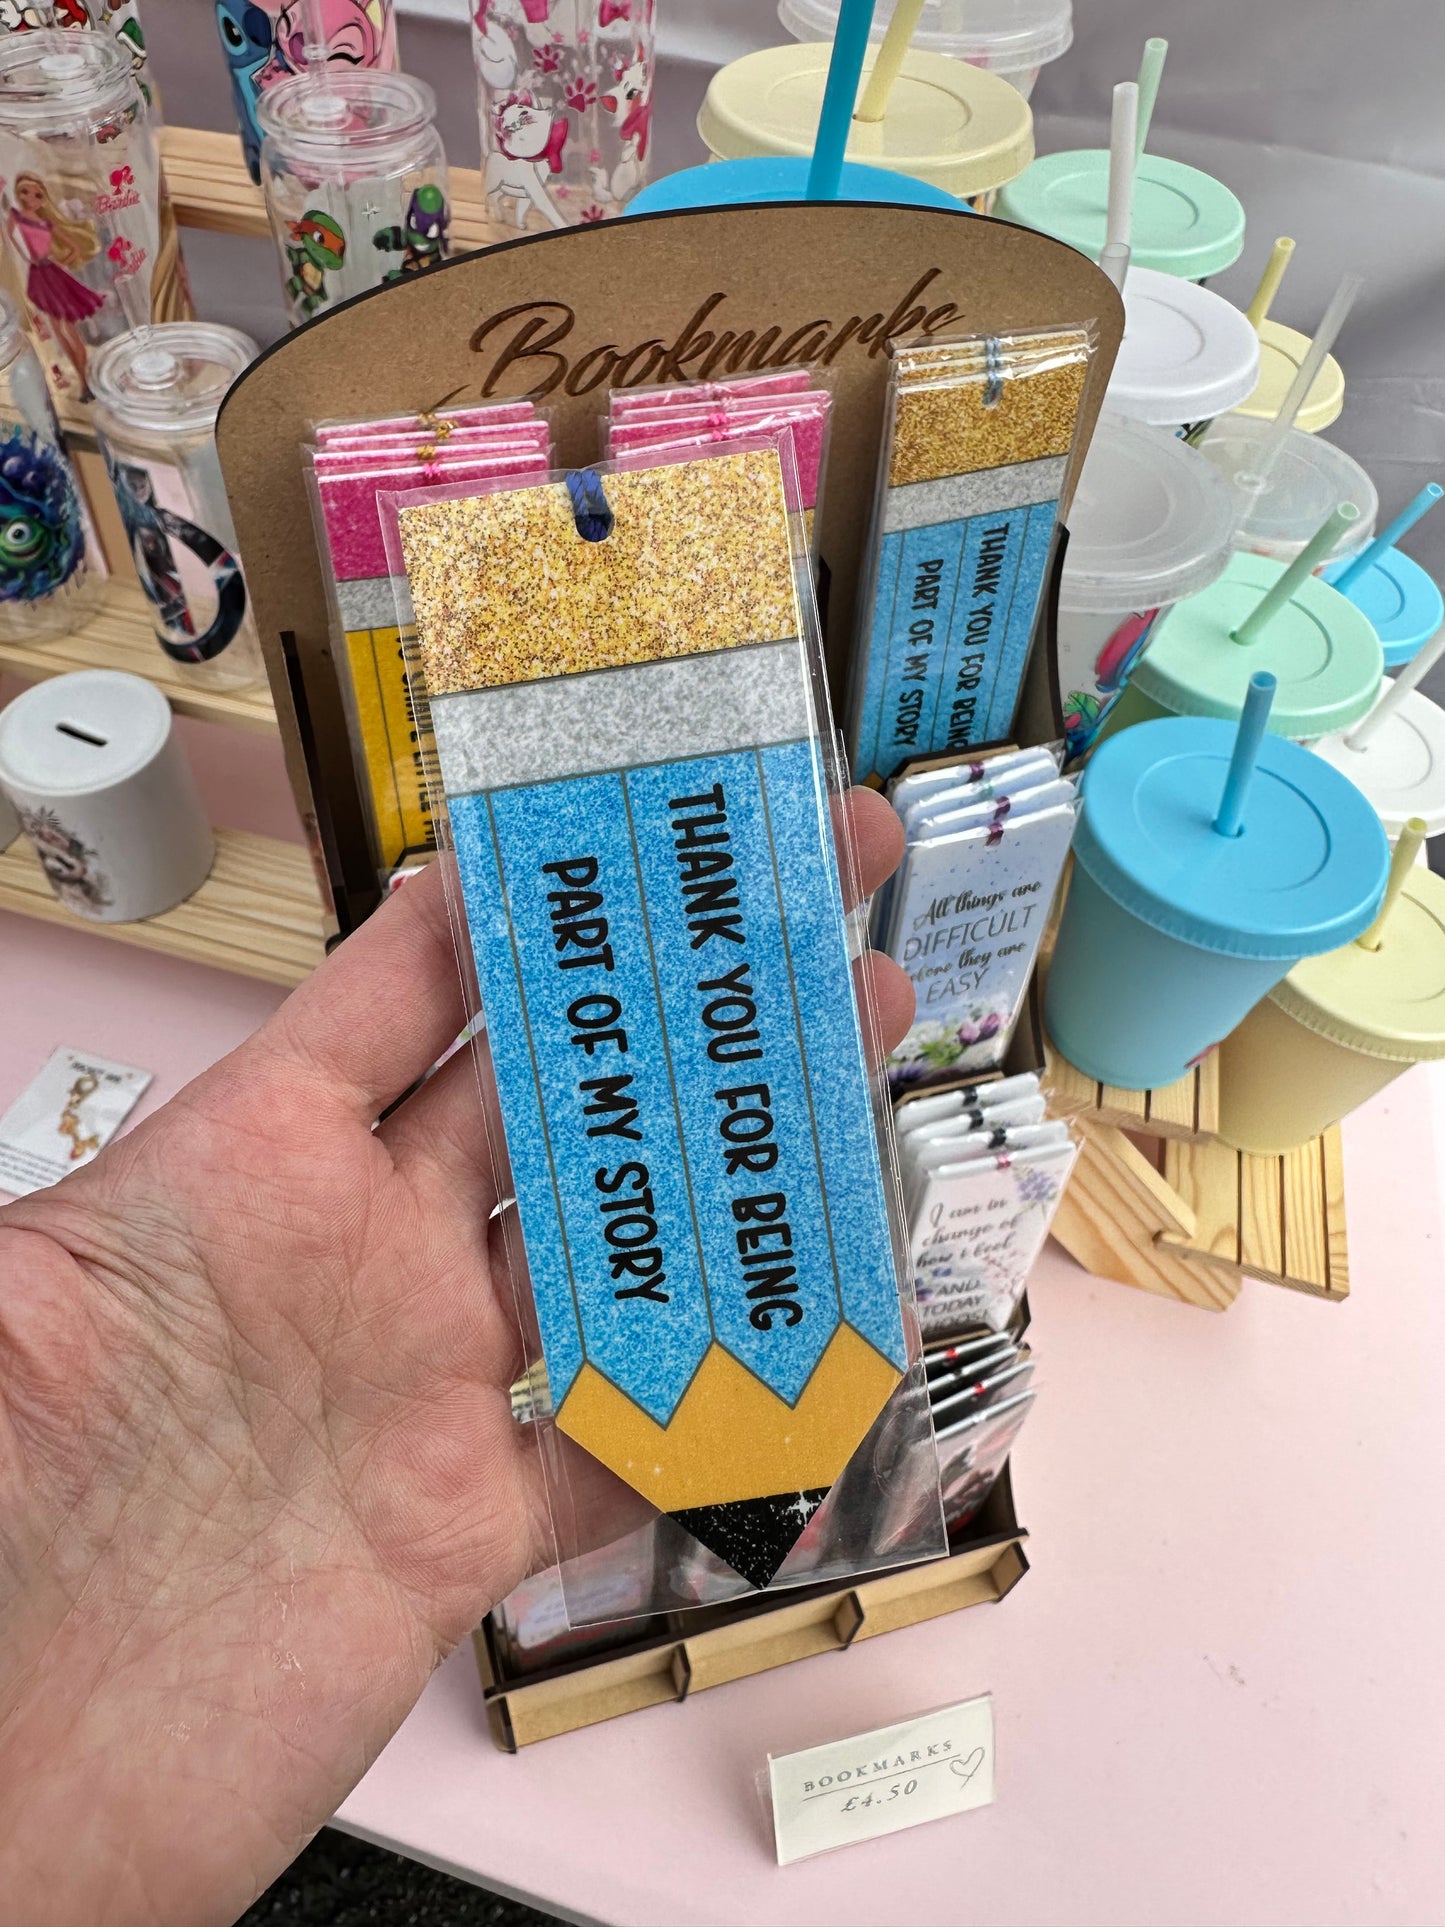 Bookmarks
THANK YOU FOR BEING
PART OF MY STORY
THANK YOU FOR BEING
PART OF MY STORY
All things are
DIFFICULT
before they are
EASY
I am in
change of
how i feel
AND
TODAY
BOOKMARKS
£4.50
Barbie